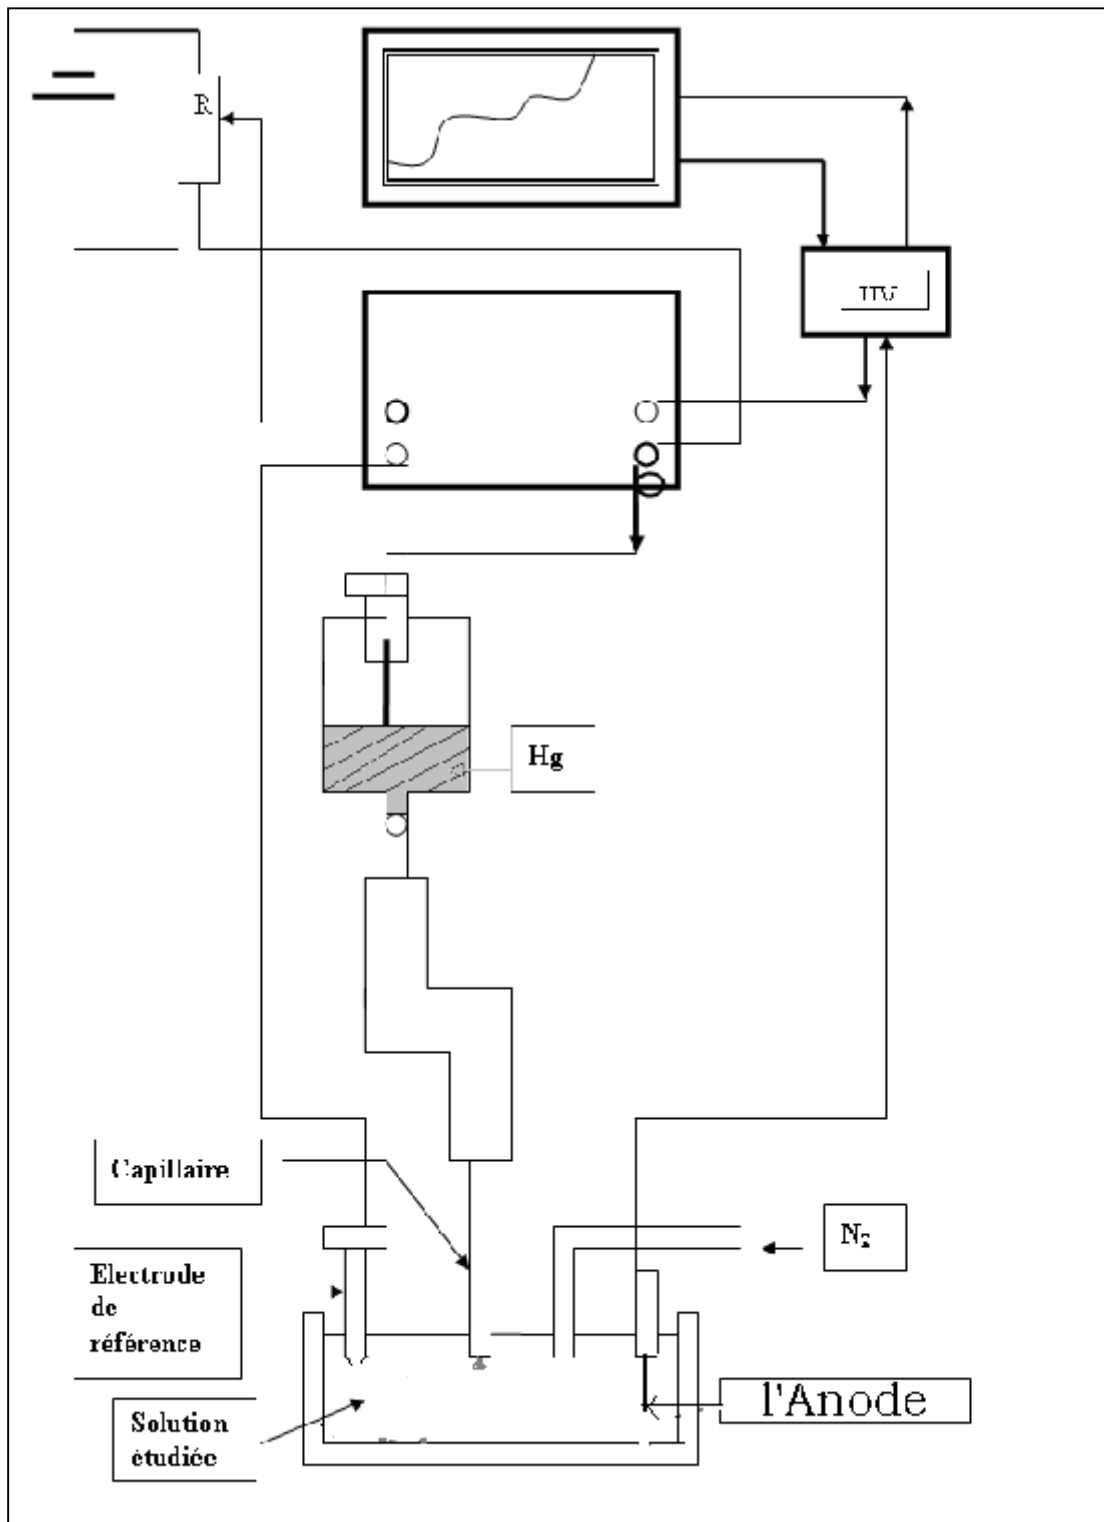 R
Hg
Capillaire
N₂
Electrode
de
référence
l'Anode
Solution
étudiée